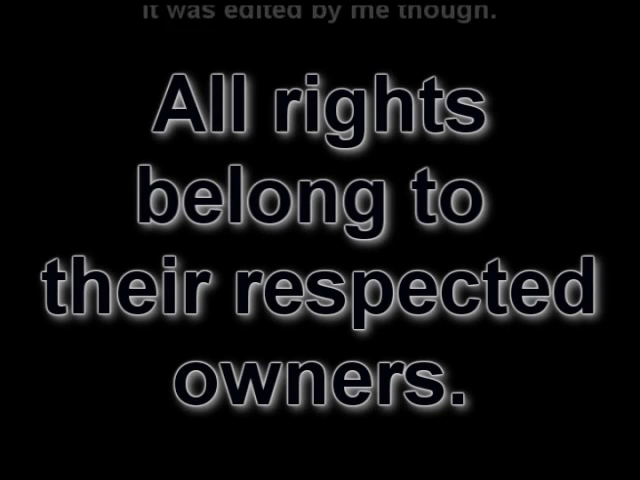 it was edited by me though.
All rights
belong to
their respected
owners.